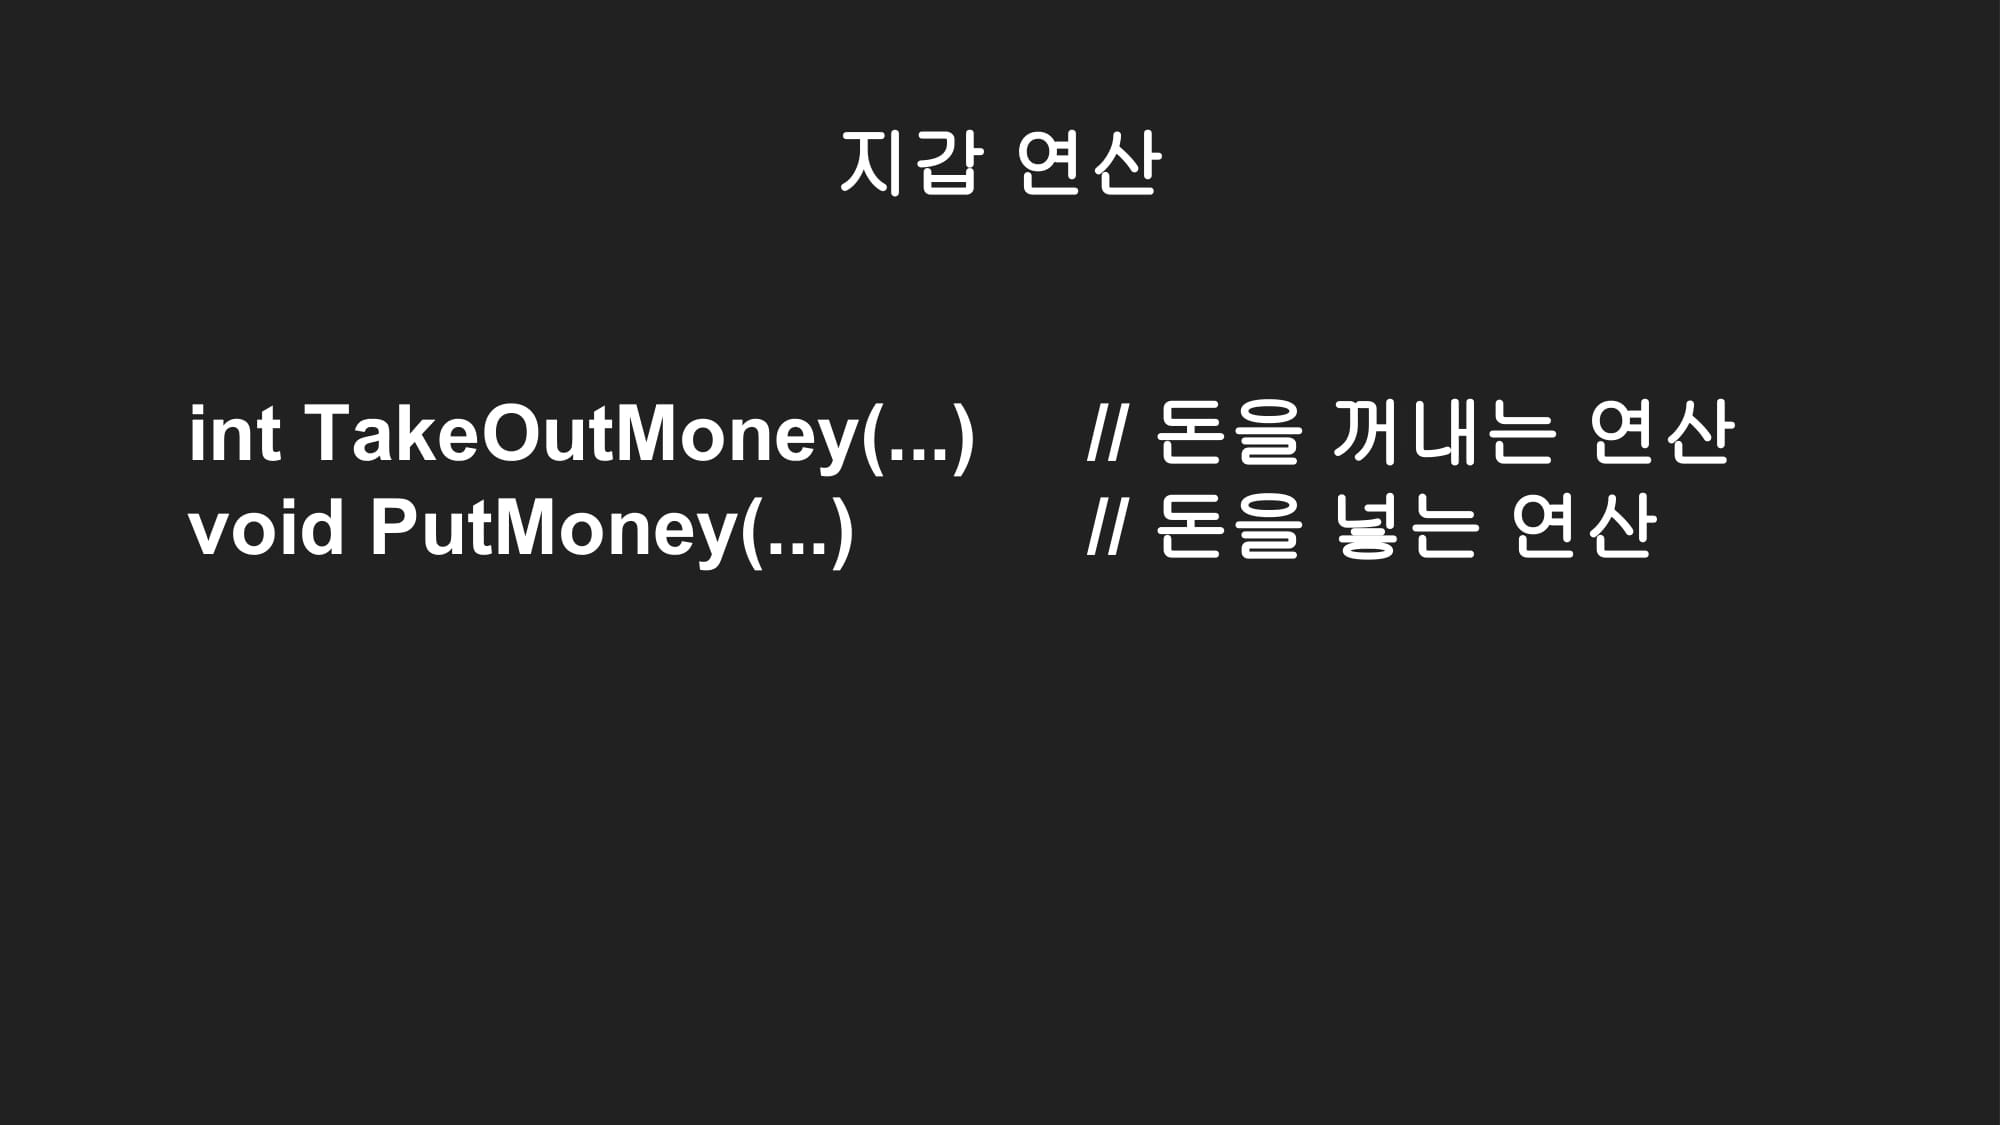 지갑 연산
int TakeOutMoney(...) // 돈을 꺼내는 연산
void PutMoney(...) // 돈을 넣는 연산